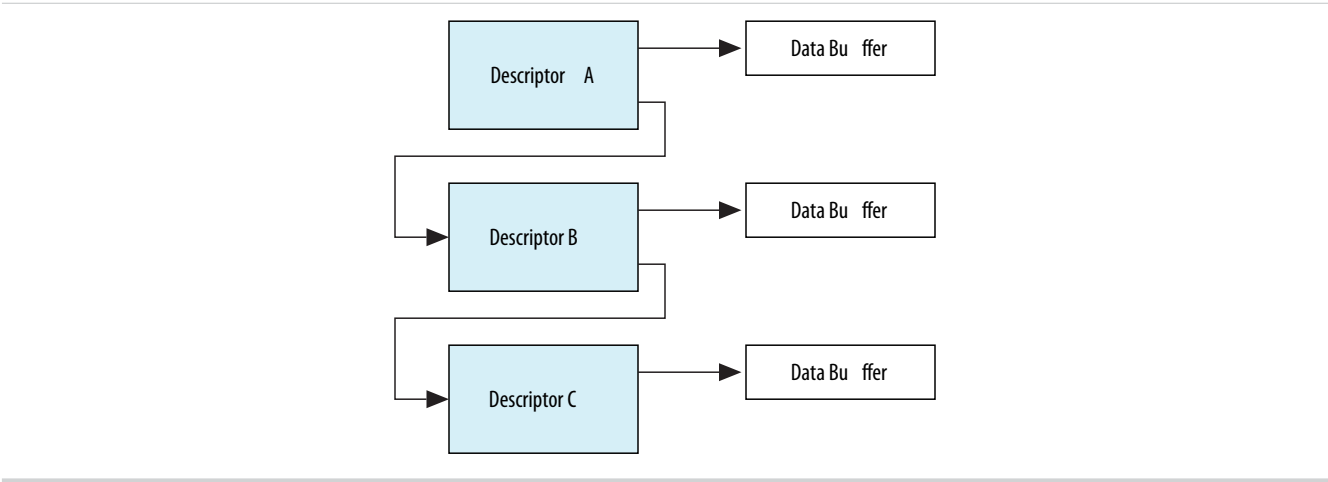 Descriptor A
Data Bu ffer
Descriptor B
Data Bu ffer
Descriptor C
Data Bu ffer